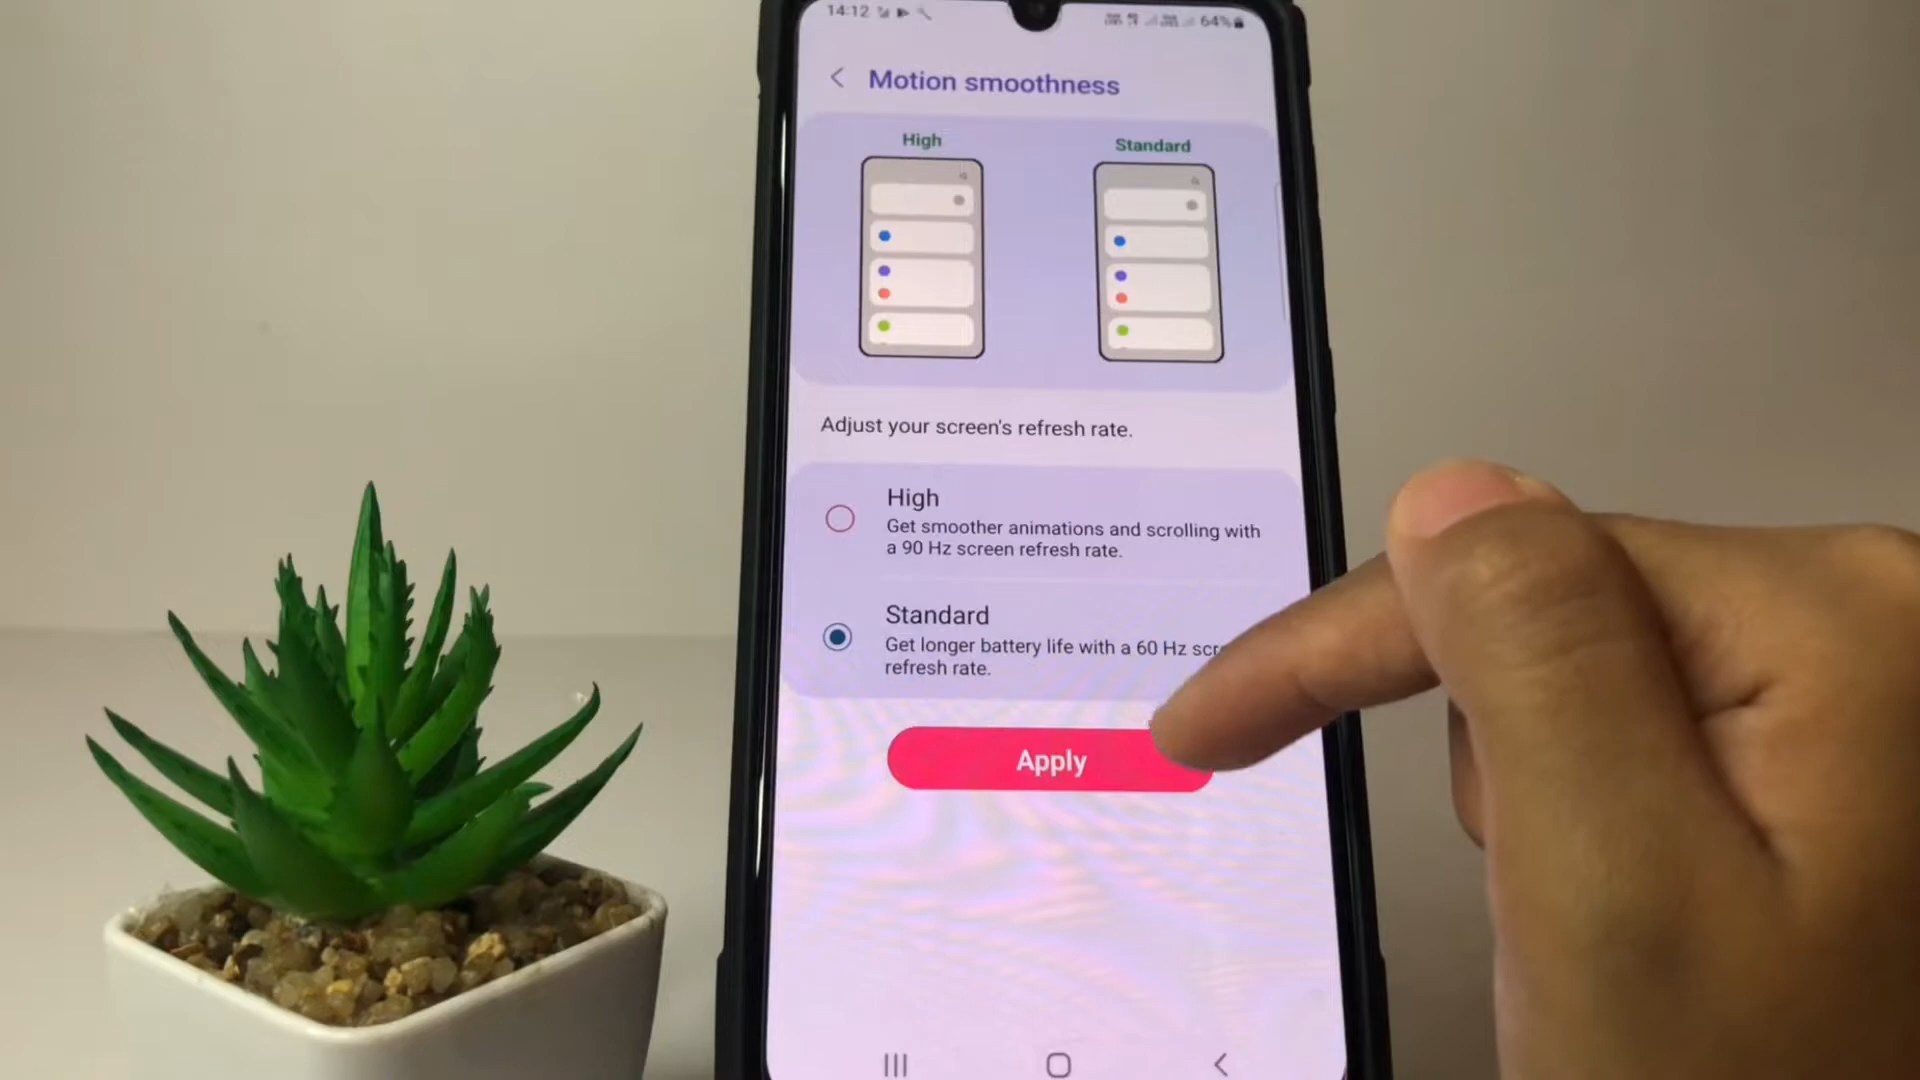 14:12
64%
Motion smoothness
High
Standard
Adjust your screen's refresh rate.
High
Get smoother animations and scrolling with
a 90 Hz screen refresh rate.
Standard
Get longer battery life with a 60 Hz
refresh rate.
Apply